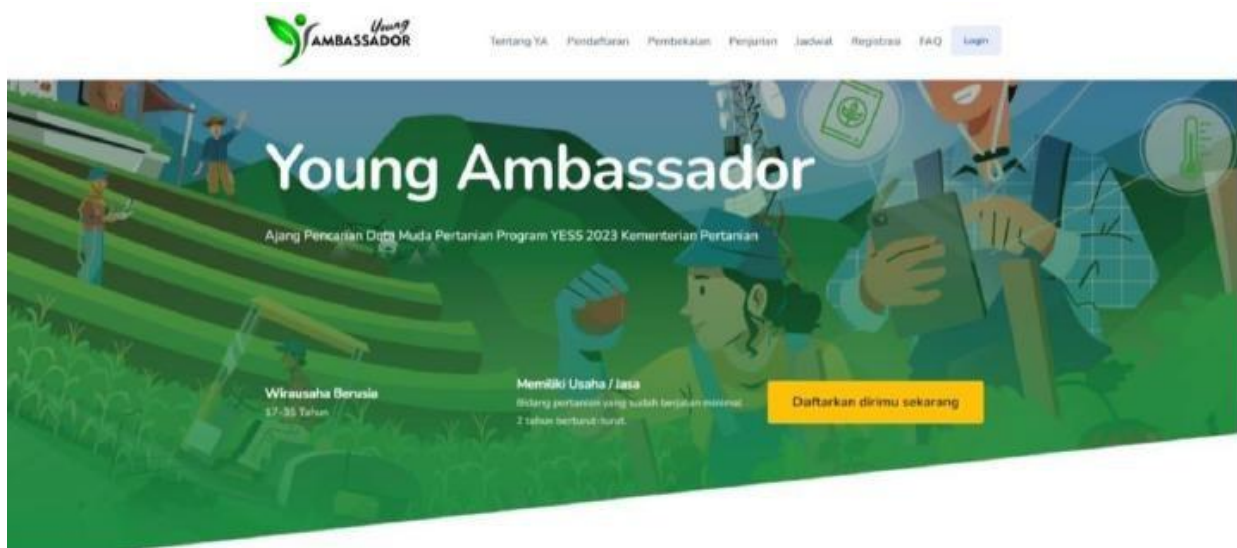 Young
AMBASSADOR
Tentang YA Pendaftaran Pembekalan Penjurian Jadwal Registrasi FAQ Login
Young Ambassador
Ajang Pencarian Duta Muda Pertanian Program YESS 2023 Kementerian Pertanian
Wirausaha Berusia
17-35 Tahun
Memiliki Usaha / Jasa
Bidang pertanian yang sudah berjalan minimal
2 tahun berturut-turut.
Daftarkan dirimu sekarang